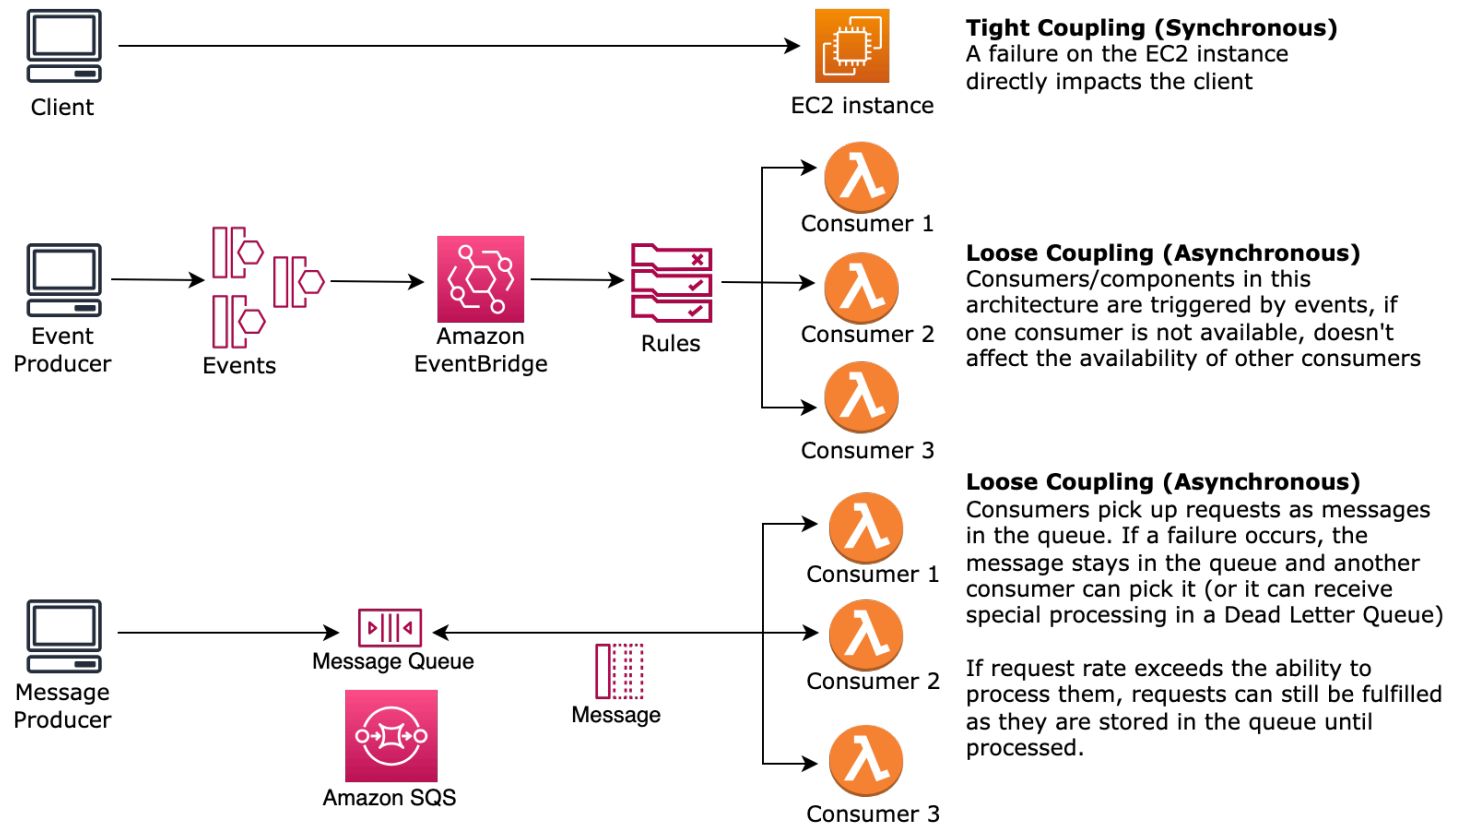 Client
EC2 instance
Tight Coupling (Synchronous)
A failure on the EC2 instance
directly impacts the client
Event
Producer
Events
Amazon
EventBridge
Rules
Consumer 1
Consumer 2
Consumer 3
Loose Coupling (Asynchronous)
Consumers/components in this
architecture are triggered by events, if
one consumer is not available, doesn't
affect the availability of other consumers
Message
Producer
Message Queue
Amazon SQS
Message
Consumer 1
Consumer 2
Consumer 3
Loose Coupling (Asynchronous)
Consumers pick up requests as messages
in the queue. If a failure occurs, the
message stays in the queue and another
consumer can pick it (or it can receive
special processing in a Dead Letter Queue)
If request rate exceeds the ability to
process them, requests can still be fulfilled
as they are stored in the queue until
processed.